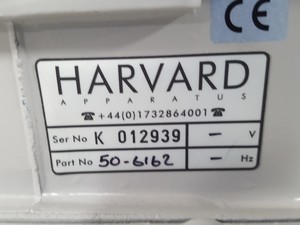 CE
HARVARD
APPARATUS
☎ +44(0)1732864001 ☎
Ser No K 012939 — V
Part No 50-6162 — Hz